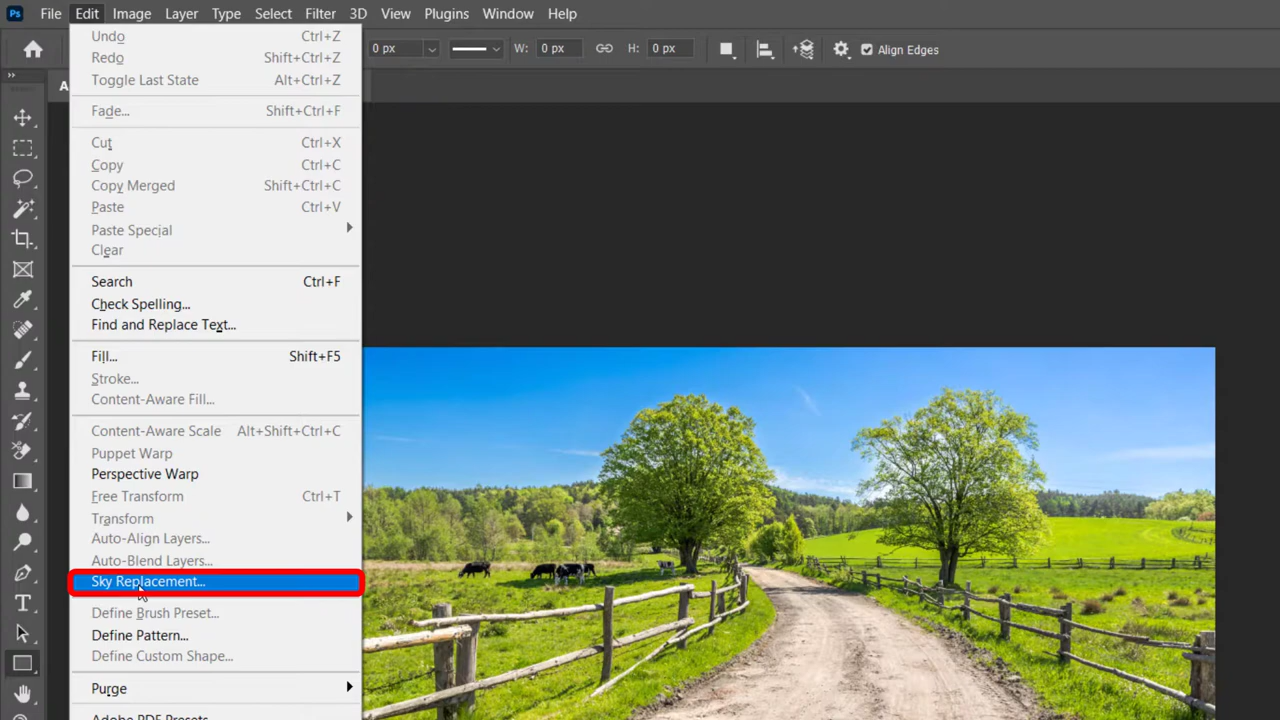 Ps File Edit Image Layer Type Select Filter 3D View Plugins Window Help
0 px W: 0 px H: 0 px Align Edges
A
Undo Ctrl+Z
Redo Shift+Ctrl+Z
Toggle Last State Alt+Ctrl+Z
Fade... Shift+Ctrl+F
Cut Ctrl+X
Copy Ctrl+C
Copy Merged Shift+Ctrl+C
Paste Ctrl+V
Paste Special
Clear
Search Ctrl+F
Check Spelling...
Find and Replace Text...
Fill... Shift+F5
Stroke...
Content-Aware Fill...
Content-Aware Scale Alt+Shift+Ctrl+C
Puppet Warp
Perspective Warp
Free Transform Ctrl+T
Transform
Auto-Align Layers...
Auto-Blend Layers...
Sky Replacement...
Define Brush Preset...
Define Pattern...
Define Custom Shape...
Purge
Adobe PDF Presets